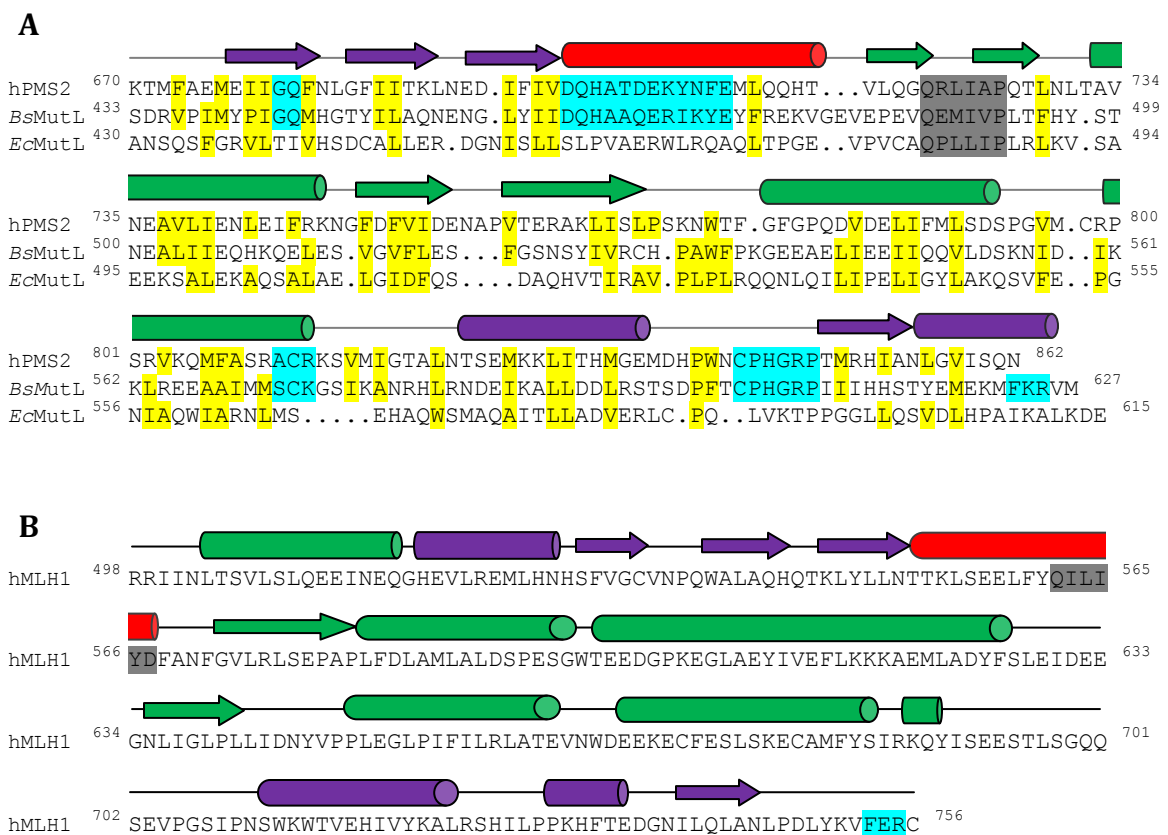 A
hPMS2 670 KTMFAEMEIIGQFNLGFIITKLNED.IFIVDQHATDEKYNFEMLQQHT...VLQGQRLIAPQTLNLTAV 734
BsMutL 433 SDRVPIMYPIGQMHGTYILAQNENG.LYIIDQHAAQERIKYEYFREKVGEVEPEVQEMIVPLTFHY.ST 499
EcMutL 430 ANSQSFGRVLTIVHSDCALLER.DGNISLLSLPVAERWLRQAQLTPGE..VPVCAQPLLIPLRLKV.SA 494
hPMS2 735 NEAVLIENLEIFRKNGFDFVIDENAPVTERAKLISLPSKNWTF.GFGPQDVDELIFMLSDSPGVM.CRP 800
BsMutL 500 NEALIIEQHKQELES.VGVFLES...FGSNSYIVRCH.PAWFPKGEEAELIEEIIQQVLDSKNID..IK 561
EcMutL 495 EEKSALEKAQSALAE.LGIDFQS....DAQHVTIRAV.PLPLRQQNLQILIPELIGYLAKQSVFE..PG 555
hPMS2 801 SRVKQMFASRACRKSVMIGTALNTSEMKKLITHMGEMDHPWNCPHGRPTMRHIANLGVISQN 862
BsMutL 562 KLREEAAIMMSCKGSIKANRHLRNDEIKALLDDLRSTSDPFTCPHGRPIIIHHSTYEMEKMFKRVM 627
EcMutL 556 NIAQWIARNLMS.....EHAQWSMAQAITLLADVERLC.PQ..LVKTPPGGLLQSVDLHPAIKALKDE 615
B
hMLH1 498 RRIINLTSVLSLQEEINEQGHEVLREMLHNHSFVGCVNPQWALAQHQTKLYLLNTTKLSEELFYQILI 565
hMLH1 566 YDFANFGVLRLSEPAPLFDLAMLALDSPESGWTEEDGPKEGLAEYIVEFLKKKAEMLADYFSLEIDEE 633
hMLH1 634 GNLIGLPLLIDNYVPPLEGLPIFILRLATEVNWDEEKECFESLSKECAMFYSIRKQYISEESTLSGQQ 701
hMLH1 702 SEVPGSIPNSWKWTVEHIVYKALRSHILPPKHFTEDGNILQLANLPDLYKVFERC 756